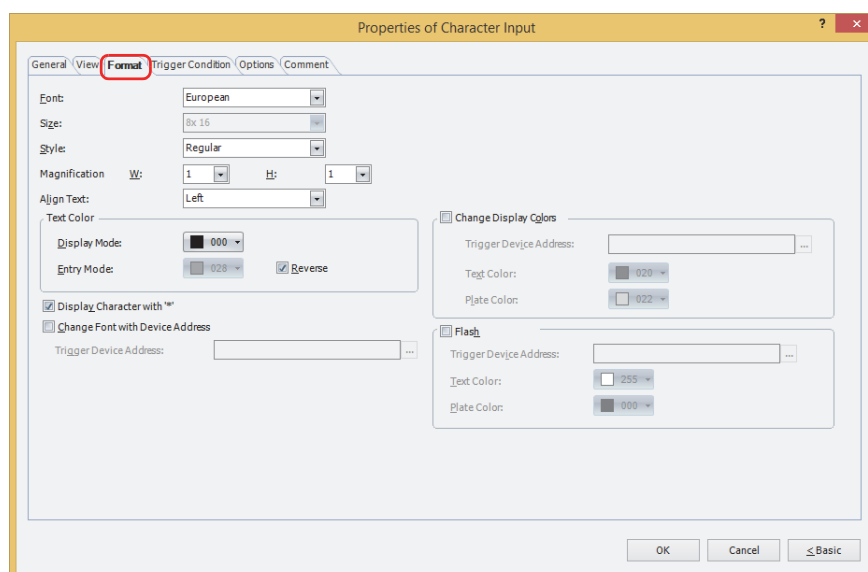 Properties of Character Input ? ×
General View Format Trigger Condition Options Comment
Font: European
Size: 8x 16
Style: Regular
Magnification W: 1 H: 1
Align Text: Left
Text Color
Display Mode: 000
Entry Mode: 028 Reverse
Display Character with '*'
Change Font with Device Address
Trigger Device Address: ...
Change Display Colors
Trigger Device Address: ...
Text Color: 020
Plate Color: 022
Flash
Trigger Device Address: ...
Text Color: 255
Plate Color: 000
OK Cancel < Basic